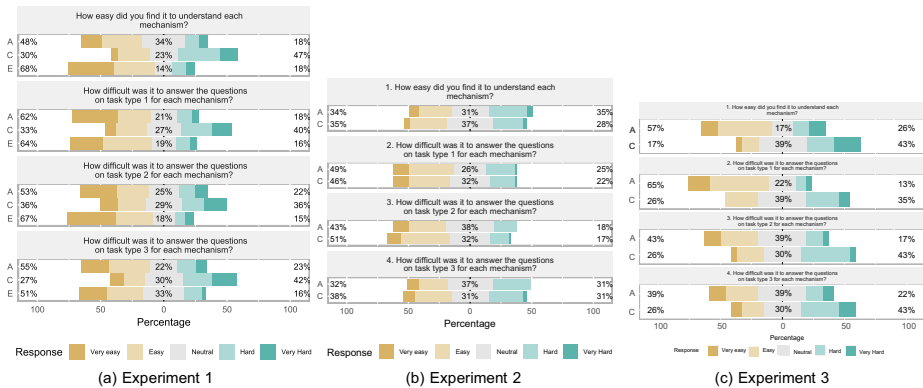 How easy did you find it to understand each
mechanism?
A 48% 34% 18%
C 30% 23% 47%
E 68% 14% 18%
How difficult was it to answer the questions
on task type 1 for each mechanism?
A 62% 21% 18%
C 33% 27% 40%
E 64% 19% 16%
How difficult was it to answer the questions
on task type 2 for each mechanism?
A 53% 25% 22%
C 36% 29% 36%
E 67% 18% 15%
How difficult was it to answer the questions
on task type 3 for each mechanism?
A 55% 22% 23%
C 27% 30% 42%
E 51% 33% 16%
100 50 0 50 100
Percentage
Response Very easy Easy Neutral Hard Very Hard
(a) Experiment 1
1. How easy did you find it to understand each
mechanism?
A 34% 31% 35%
C 35% 37% 28%
2. How difficult was it to answer the questions
on task type 1 for each mechanism?
A 49% 26% 25%
C 46% 32% 22%
3. How difficult was it to answer the questions
on task type 2 for each mechanism?
A 43% 38% 18%
C 51% 32% 17%
4. How difficult was it to answer the questions
on task type 3 for each mechanism?
A 32% 37% 31%
C 38% 31% 31%
100 50 0 50 100
Percentage
Response Very easy Easy Neutral Hard Very Hard
(b) Experiment 2
1. How easy did you find it to understand each
mechanism?
A 57% 17% 26%
C 17% 39% 43%
2. How difficult was it to answer the questions
on task type 1 for each mechanism?
A 65% 22% 13%
C 26% 39% 35%
3. How difficult was it to answer the questions
on task type 2 for each mechanism?
A 43% 39% 17%
C 26% 30% 43%
4. How difficult was it to answer the questions
on task type 3 for each mechanism?
A 39% 39% 22%
C 26% 30% 43%
100 50 0 50 100
Percentage
Response Very easy Easy Neutral Hard Very Hard
(c) Experiment 3